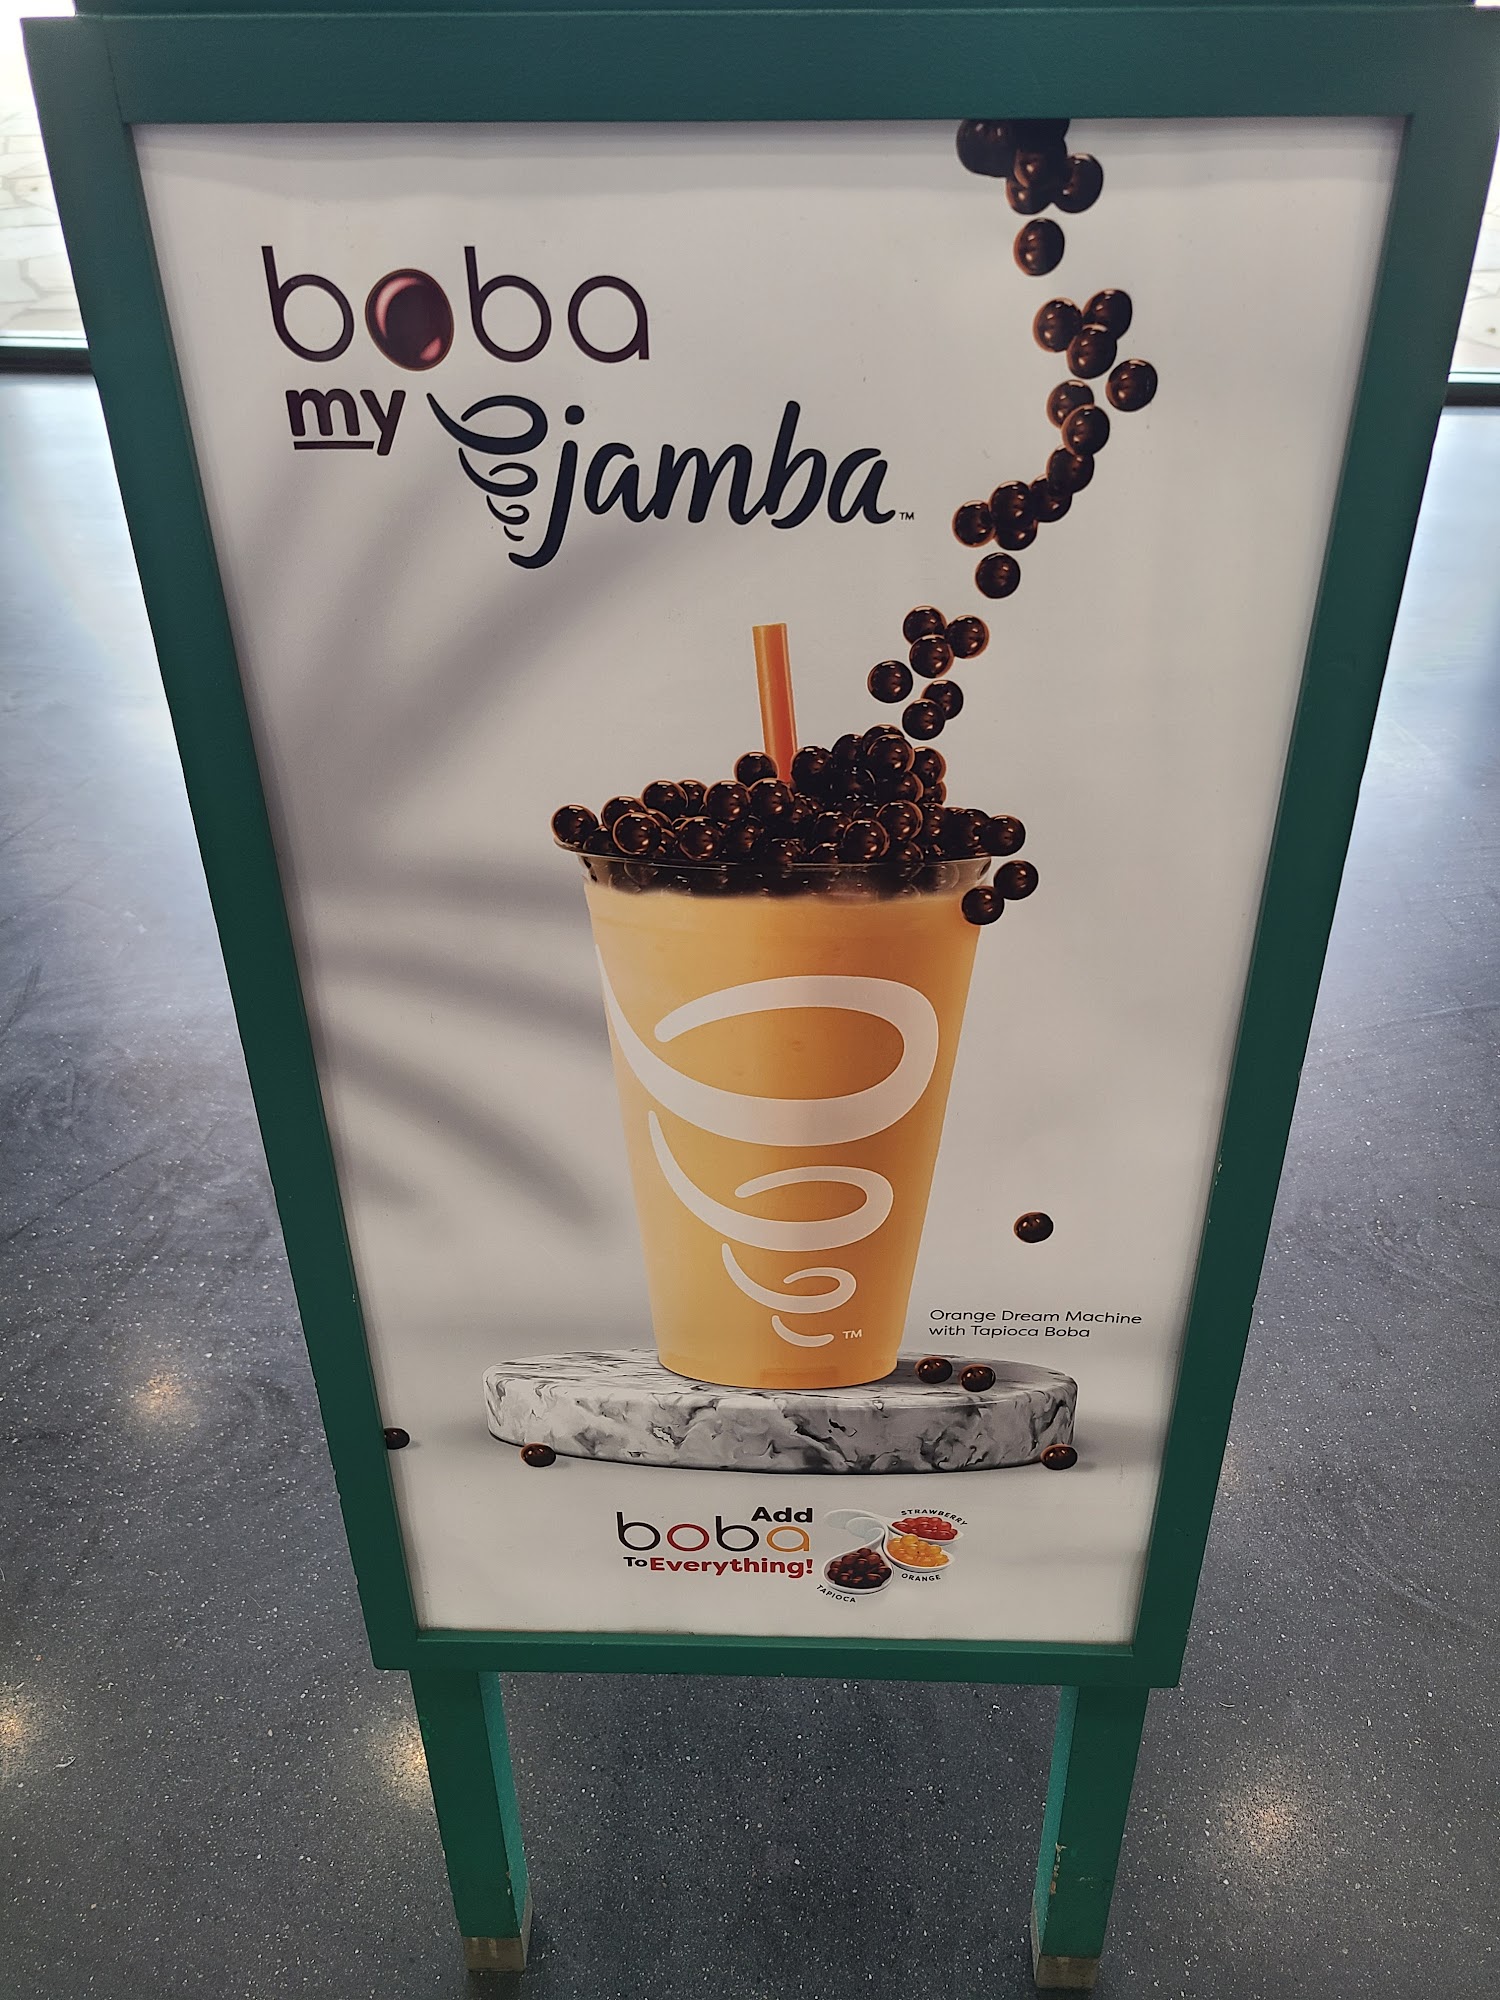 boba
my jamba™
™
Orange Dream Machine
with Tapioca Boba
Add
boba
To Everything!
STRAWBERRY
ORANGE
TAPIOCA